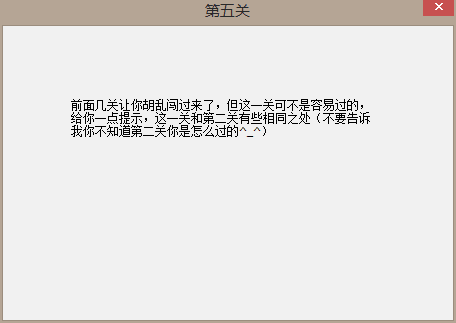 第五关
前面几关让你胡乱闯过来了，但这一关可不是容易过的，
给你一点提示，这一关和第二关有些相同之处（不要告诉
我你不知道第二关你是怎么过的^_^）